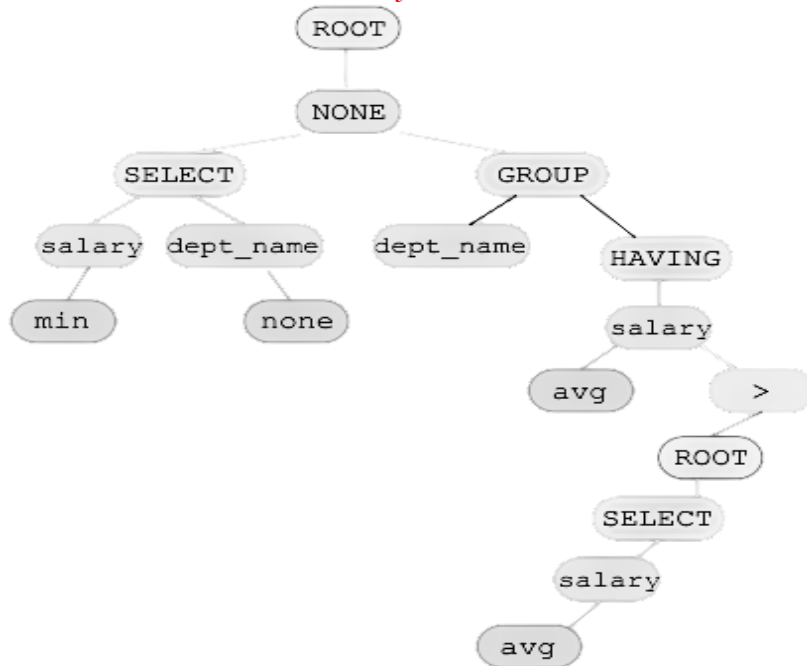 ROOT
NONE
SELECT GROUP
salary dept_name dept_name HAVING
min none salary
avg >
ROOT
SELECT
salary
avg